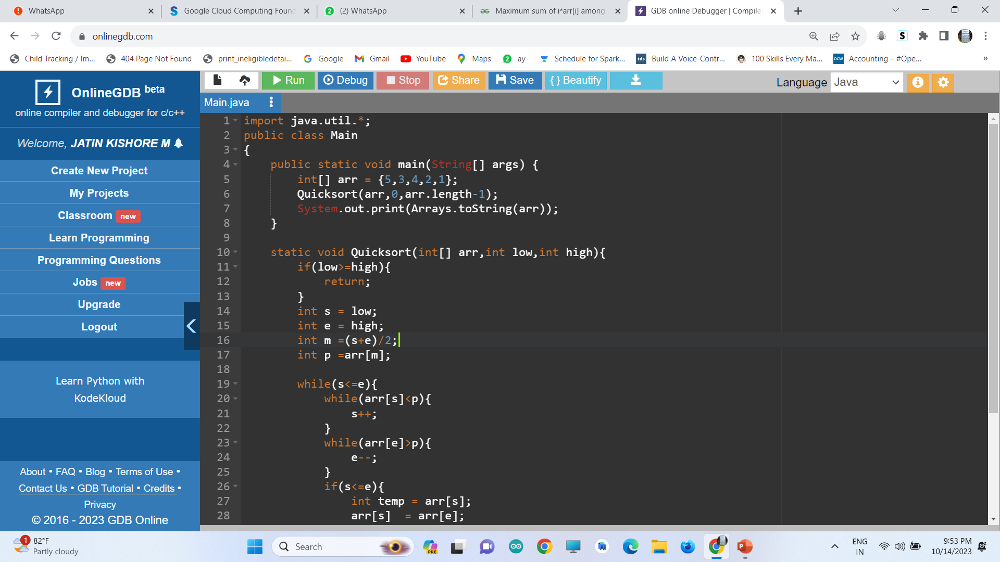 WhatsApp
Google Cloud Computing Foun
(2) WhatsApp
Maximum sum of i*arr[i] among
GDB online Debugger | Compile
onlinegdb.com
Child Tracking / Im...
404 Page Not Found
print_ineligibledetai...
Google
Gmail
YouTube
Maps
ay-
Schedule for Spark...
Build A Voice-Contr...
100 Skills Every Ma...
Accounting – #Ope...
OnlineGDB beta
online compiler and debugger for c/c++
Welcome, JATIN KISHORE M
Create New Project
My Projects
Classroom new
Learn Programming
Programming Questions
Jobs new
Upgrade
Logout
Learn Python with
KodeKloud
About • FAQ • Blog • Terms of Use •
Contact Us • GDB Tutorial • Credits •
Privacy
© 2016 - 2023 GDB Online
Run Debug Stop Share Save { } Beautify
Language Java
Main.java
1 import java.util.*;
2 public class Main
3 {
4 public static void main(String[] args) {
5 int[] arr = {5,3,4,2,1};
6 Quicksort(arr,0,arr.length-1);
7 System.out.print(Arrays.toString(arr));
8 }
9
10 static void Quicksort(int[] arr,int low,int high){
11 if(low>=high){
12 return;
13 }
14 int s = low;
15 int e = high;
16 int m =(s+e)/2;
17 int p =arr[m];
18
19 while(s<=e){
20 while(arr[s]<p){
21 s++;
22 }
23 while(arr[e]>p){
24 e--;
25 }
26 if(s<=e){
27 int temp = arr[s];
28 arr[s]  = arr[e];
1
82°F
Partly cloudy
Search
PRE
ENG
IN
9:53 PM
10/14/2023